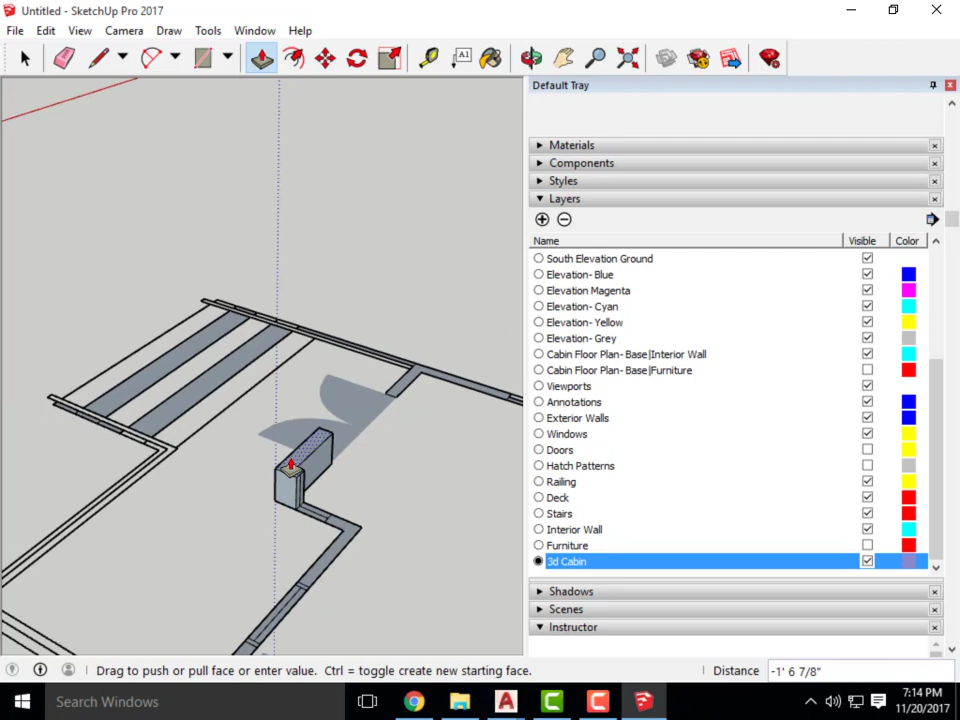 Untitled - SketchUp Pro 2017
File Edit View Camera Draw Tools Window Help
A1
Default Tray
Materials
Components
Styles
Layers
Name Visible Color
South Elevation Ground
Elevation- Blue
Elevation Magenta
Elevation- Cyan
Elevation- Yellow
Elevation- Grey
Cabin Floor Plan- Base|Interior Wall
Cabin Floor Plan- Base|Furniture
Viewports
Annotations
Exterior Walls
Windows
Doors
Hatch Patterns
Railing
Deck
Stairs
Interior Wall
Furniture
3d Cabin
Shadows
Scenes
Instructor
Drag to push or pull face or enter value. Ctrl = toggle create new starting face. Distance -1' 6 7/8"
Search Windows
7:14 PM
11/20/2017